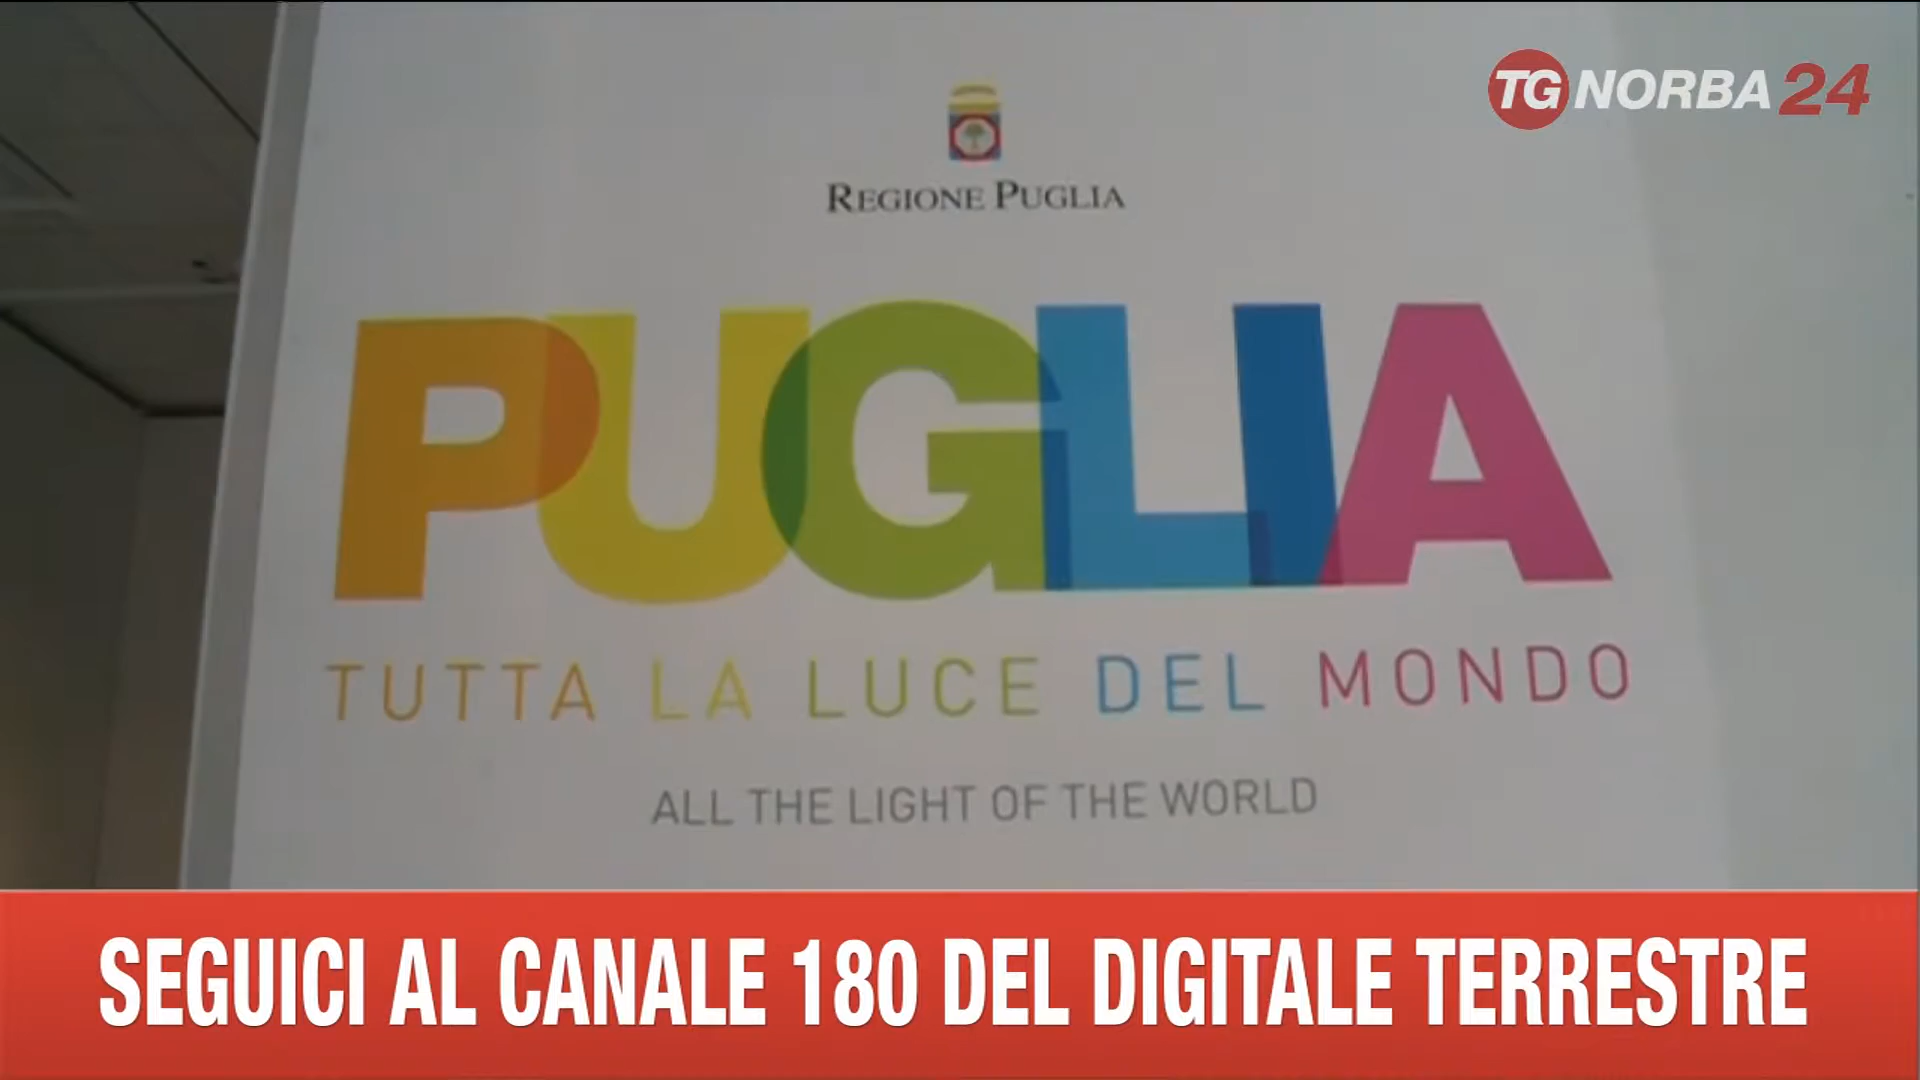 TG NORBA 24
REGIONE PUGLIA
PUGLIA
TUTTA LA LUCE DEL MONDO
ALL THE LIGHT OF THE WORLD
SEGUICI AL CANALE 180 DEL DIGITALE TERRESTRE